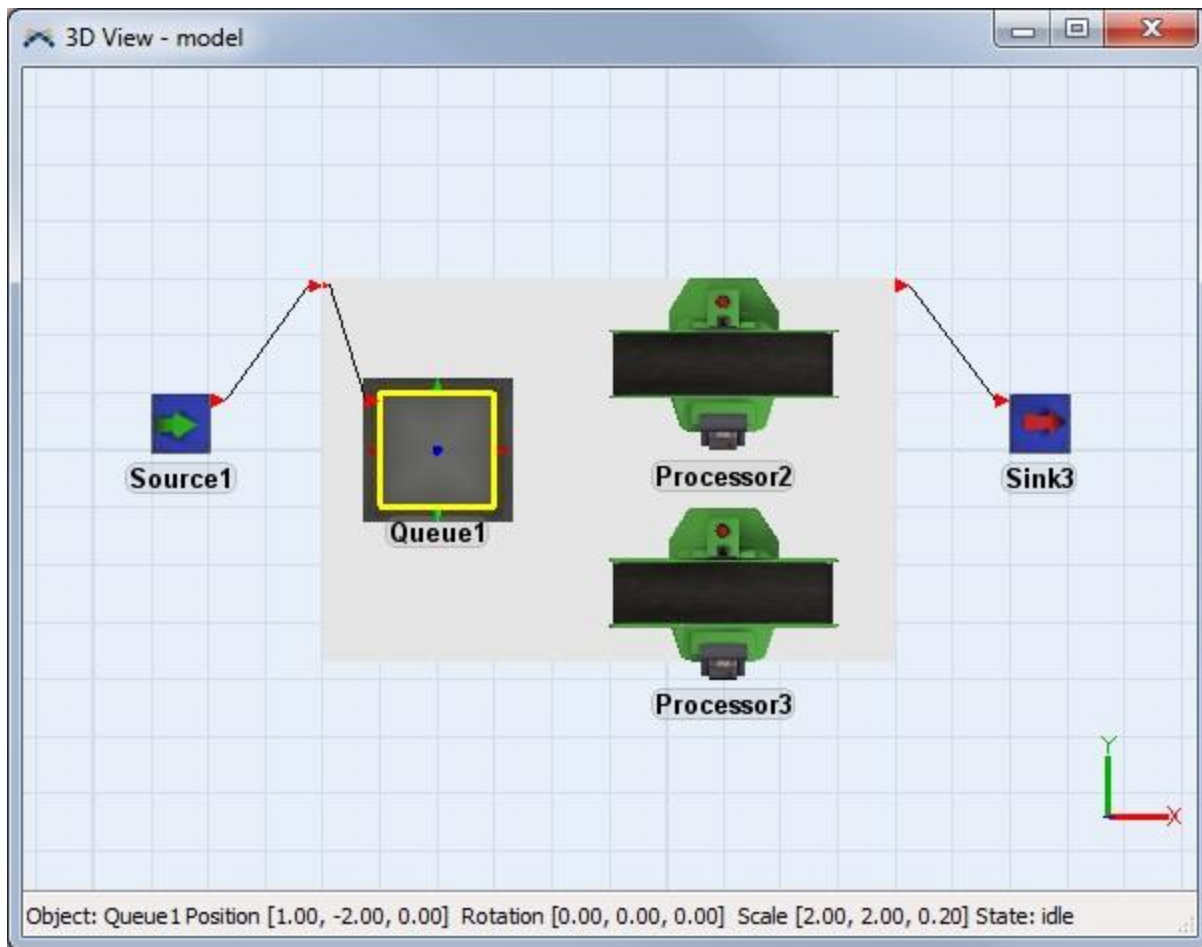 3D View - model
Source1
Queue1
Processor2
Sink3
Processor3
Y
X
Object: Queue1 Position [1.00, -2.00, 0.00] Rotation [0.00, 0.00, 0.00] Scale [2.00, 2.00, 0.20] State: idle